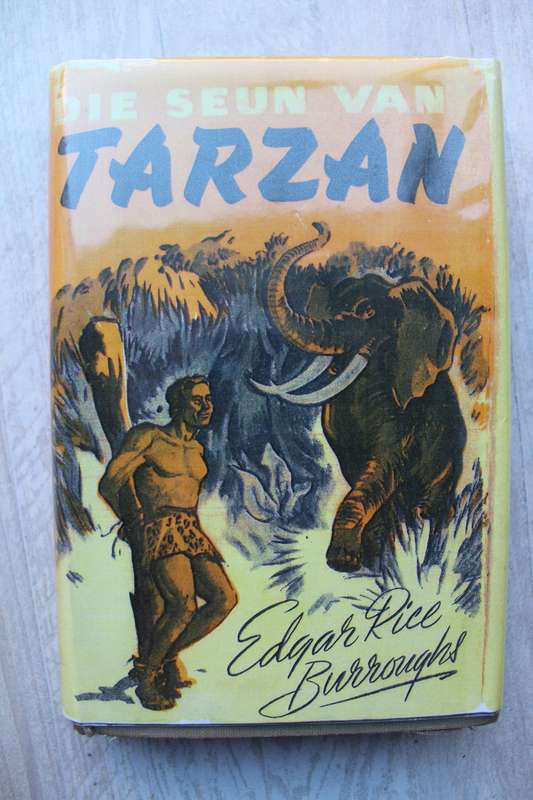 DIE SEUN VAN
TARZAN
Edgar Rice
Burroughs